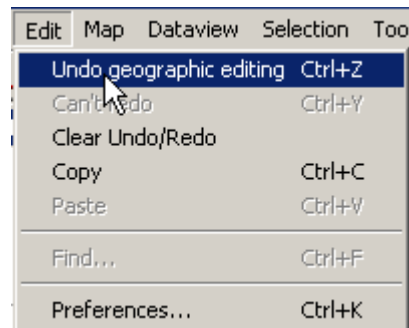 Edit Map Dataview Selection Too
Undo geographic editing Ctrl+Z
Can't redo Ctrl+Y
Clear Undo/Redo
Copy Ctrl+C
Paste Ctrl+V
Find... Ctrl+F
Preferences... Ctrl+K